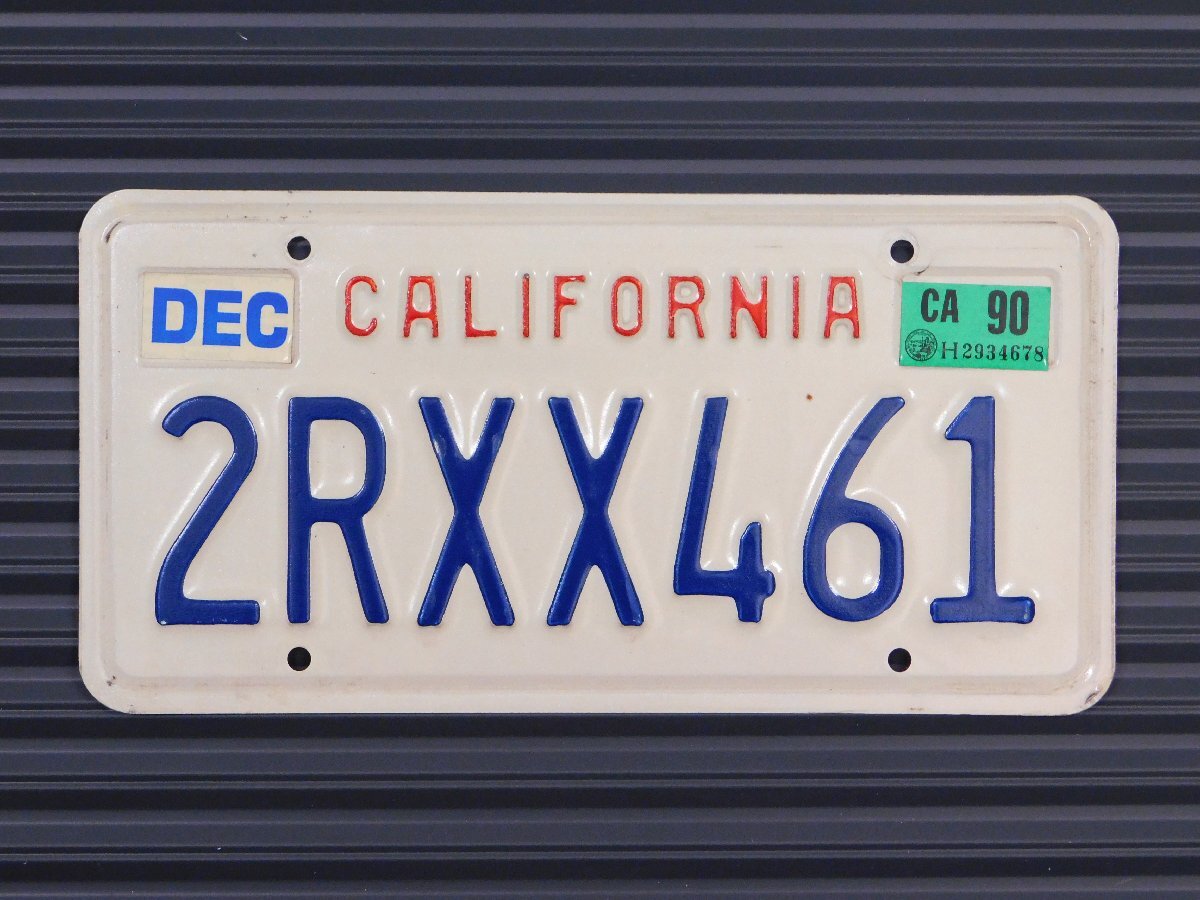 DEC
CALIFORNIA
CA 90
H2934678
2RXX461